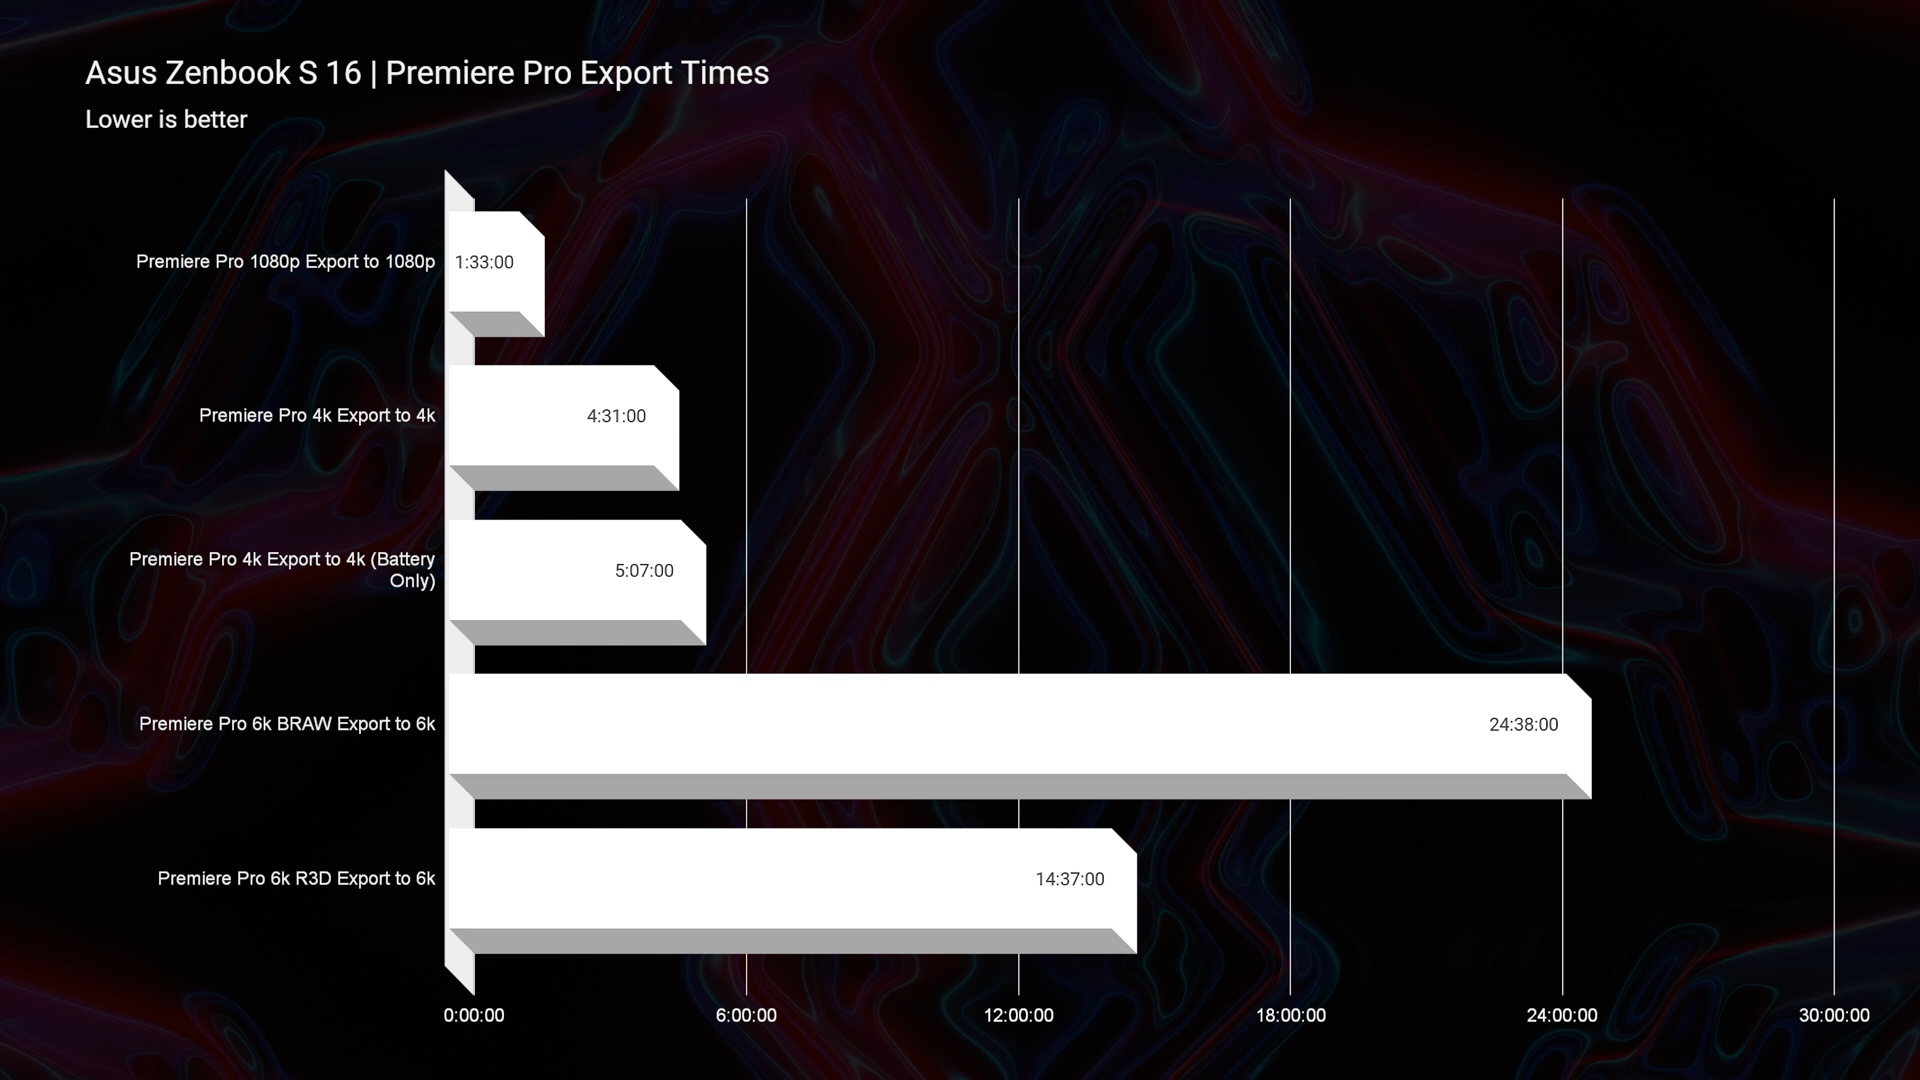 Asus Zenbook S 16 | Premiere Pro Export Times
Lower is better
Premiere Pro 1080p Export to 1080p
1:33:00
Premiere Pro 4k Export to 4k
4:31:00
Premiere Pro 4k Export to 4k (Battery
Only)
5:07:00
Premiere Pro 6k BRAW Export to 6k
24:38:00
Premiere Pro 6k R3D Export to 6k
14:37:00
0:00:00
6:00:00
12:00:00
18:00:00
24:00:00
30:00:00